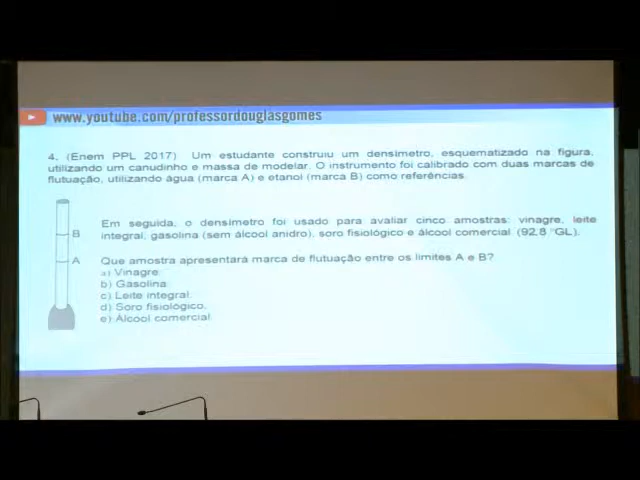 www.youtube.com/professordouglasgomes
4. (Enem PPL 2017) Um estudante construiu um densímetro, esquematizado na figura,
utilizando um canudinho e massa de modelar. O instrumento foi calibrado com duas marcas de
flutuação, utilizando água (marca A) e etanol (marca B) como referências.
Em seguida, o densímetro foi usado para avaliar cinco amostras: vinagre, leite
B
integral, gasolina (sem álcool anidro), soro fisiológico e álcool comercial (92,8 °GL).
A
Que amostra apresentará marca de flutuação entre os limites A e B?
a) Vinagre.
b) Gasolina.
c) Leite integral.
d) Soro fisiológico.
e) Álcool comercial.